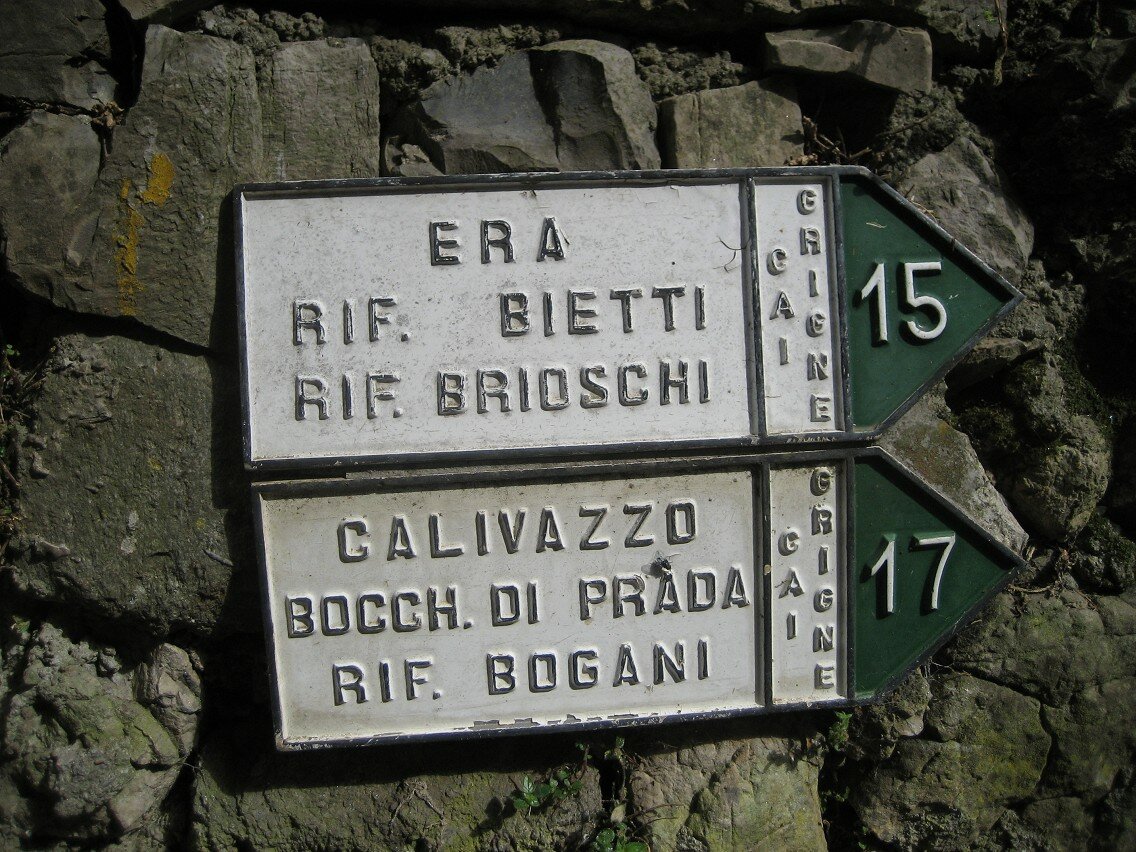 ERA
RIF. BIETTI
RIF. BRIOSCHI
CAI
GRIGNE
15
CALIVAZZO
BOCCH. DI PRADA
RIF. BOGANI
CAI
GRIGNE
17